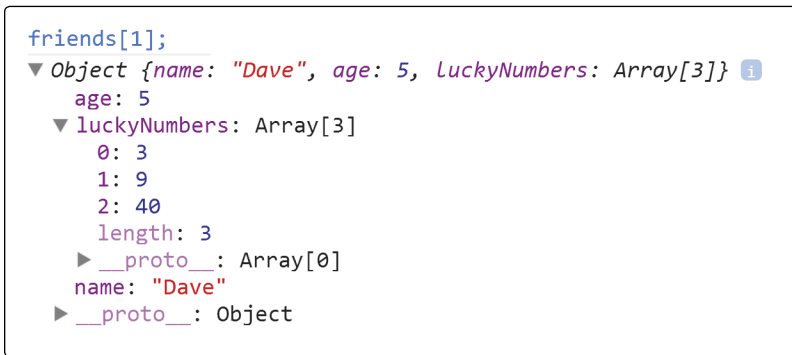 friends[1];
▼ Object {name: "Dave", age: 5, luckyNumbers: Array[3]} i
age: 5
▼ luckyNumbers: Array[3]
0: 3
1: 9
2: 40
length: 3
▶ __proto__: Array[0]
name: "Dave"
▶ __proto__: Object